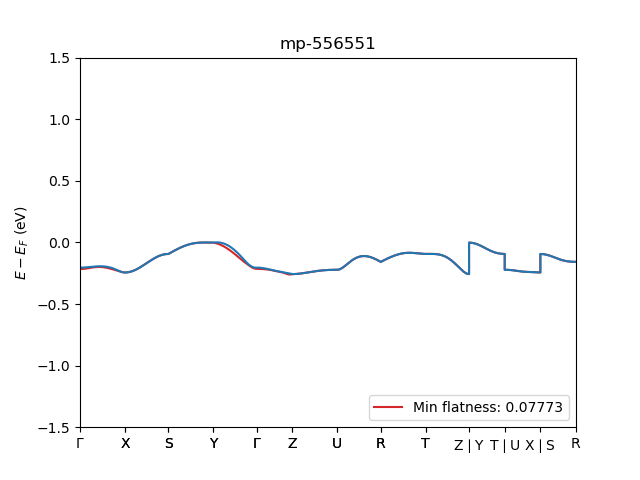 mp-556551
1.5
1.0
0.5
0.0
−0.5
−1.0
−1.5
E − E_F (eV)
Min flatness: 0.07773
Γ X S Y Γ Z U R T Z | Y T | U X | S R